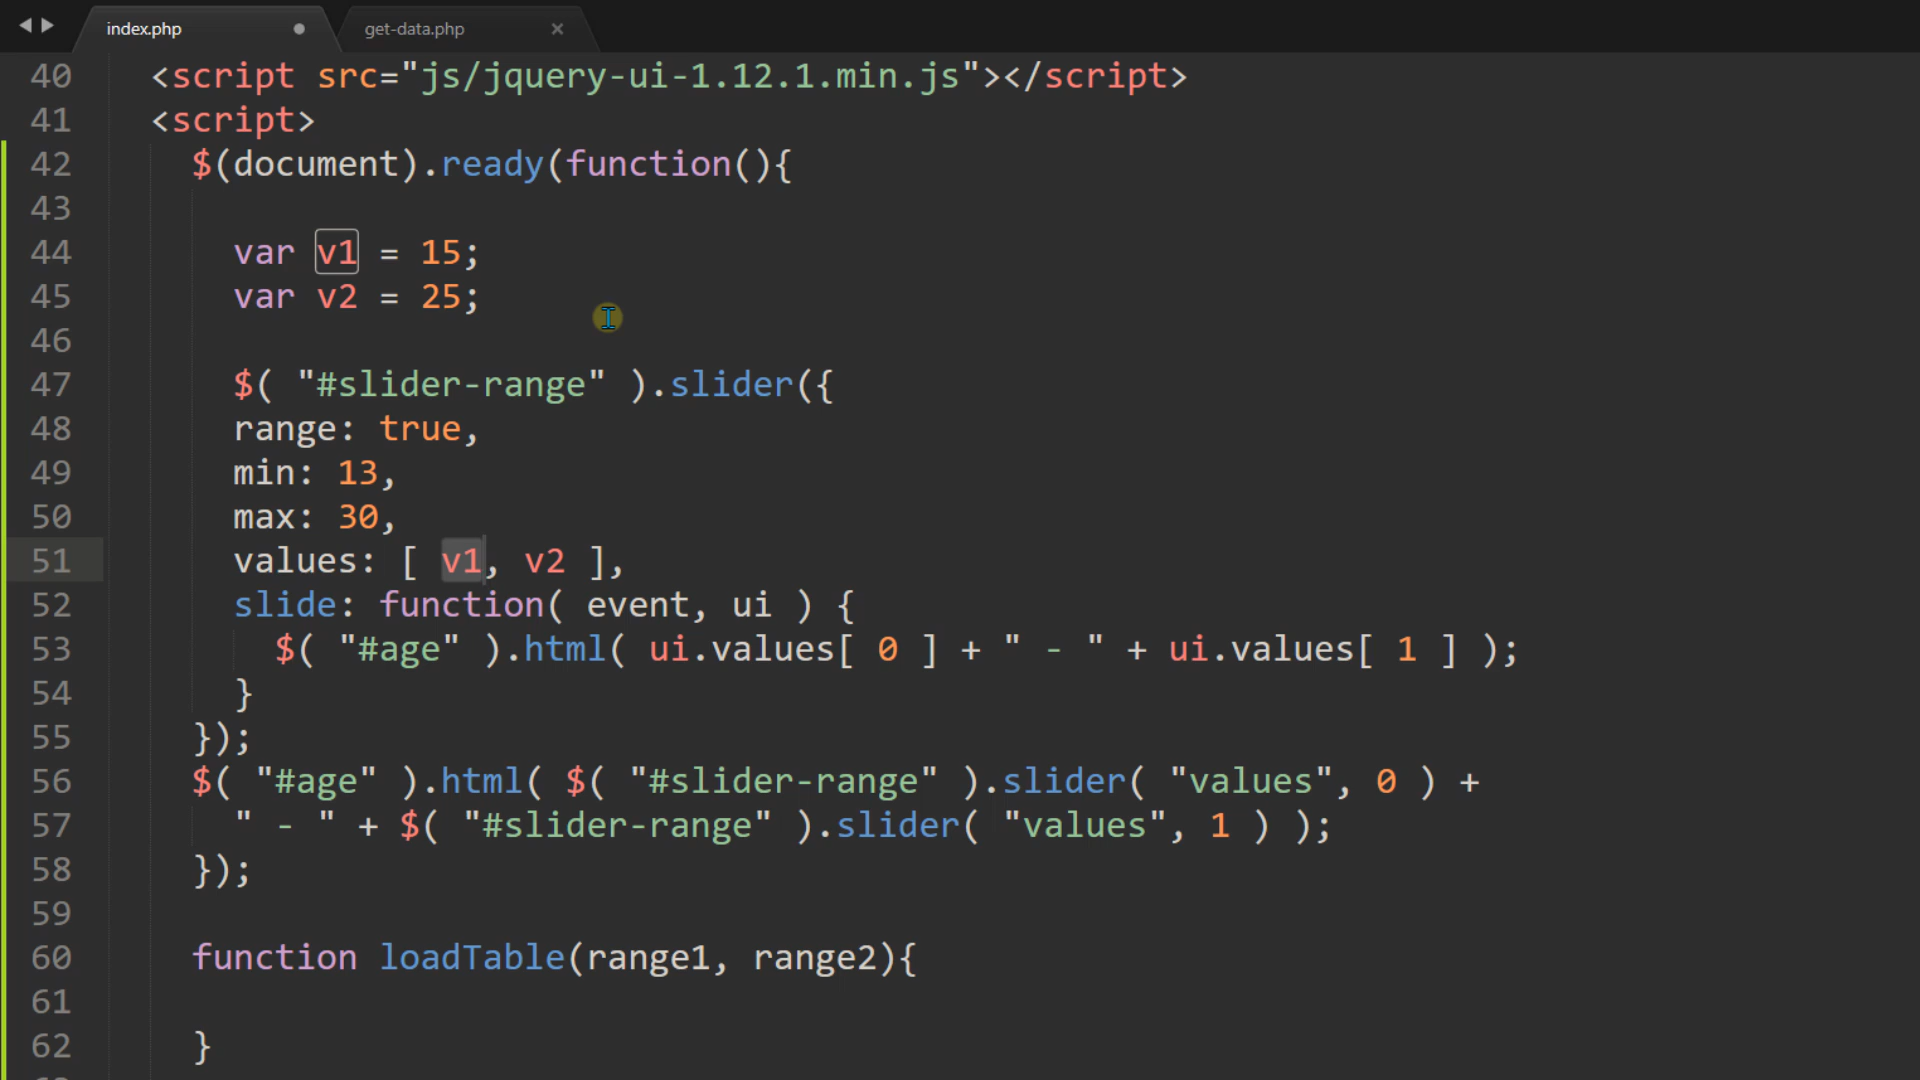 index.php
get-data.php
40 <script src="js/jquery-ui-1.12.1.min.js"></script>
41 <script>
42 $(document).ready(function(){
43
44 var v1 = 15;
45 var v2 = 25;
46
47 $( "#slider-range" ).slider({
48 range: true,
49 min: 13,
50 max: 30,
51 values: [ v1, v2 ],
52 slide: function( event, ui ) {
53 $( "#age" ).html( ui.values[ 0 ] + " - " + ui.values[ 1 ] );
54 }
55 });
56 $( "#age" ).html( $( "#slider-range" ).slider( "values", 0 ) +
57 " - " + $( "#slider-range" ).slider( "values", 1 ) );
58 });
59
60 function loadTable(range1, range2){
61
62 }